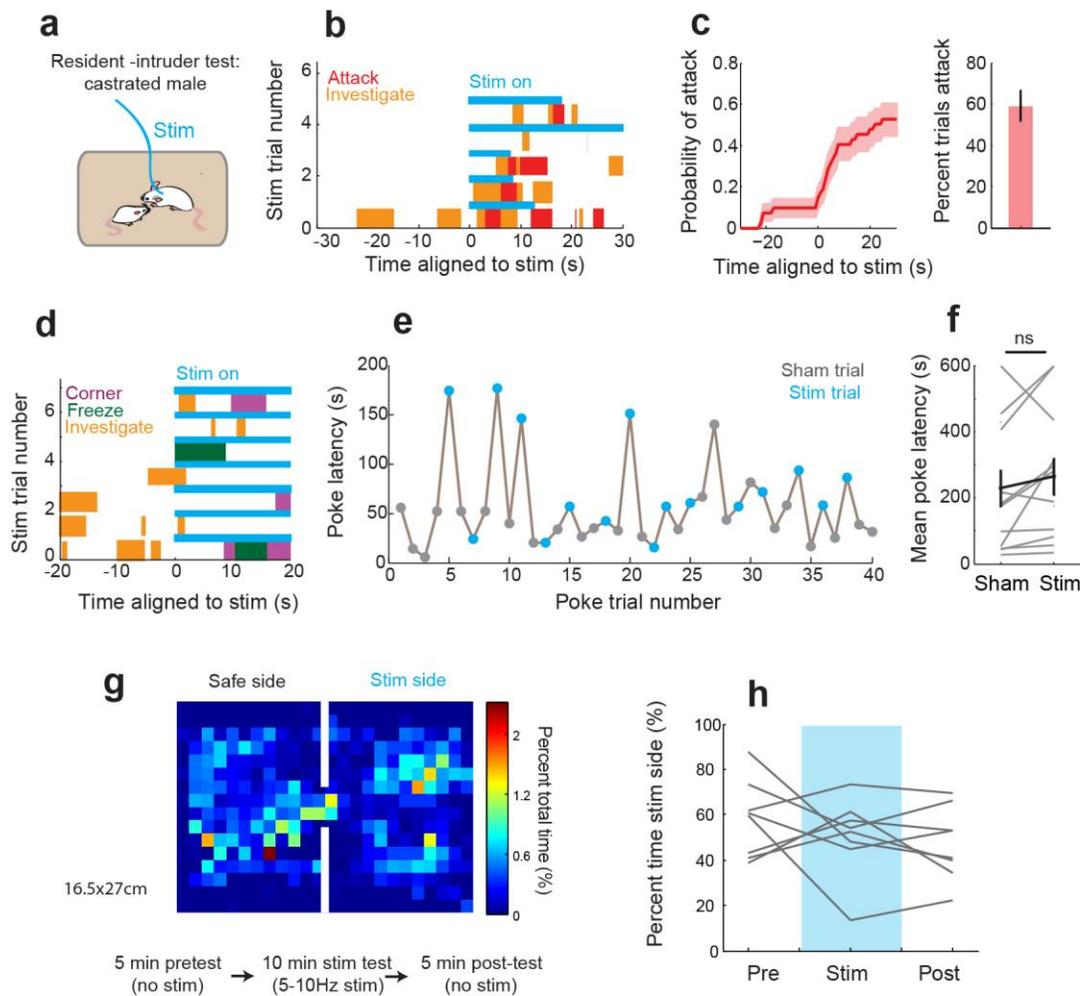 a
Resident -intruder test:
castrated male
Stim
b
Stim trial number
6
4
2
0
Attack
Investigate
Stim on
-30 -20 -10 0 10 20 30
Time aligned to stim (s)
c
Probability of attack
0.8
0.6
0.4
0.2
0
-20 0 20
Time aligned to stim (s)
Percent trials attack
80
60
40
20
0
d
Stim trial number
6
4
2
0
Corner
Freeze
Investigate
Stim on
-20 -10 0 10 20
Time aligned to stim (s)
e
Poke latency (s)
200
150
100
50
0
Sham trial
Stim trial
0 5 10 15 20 25 30 35 40
Poke trial number
f
ns
Mean poke latency (s)
600
400
200
0
Sham Stim
g
Safe side
Stim side
2
1.2
0.6
0
Percent total time (%)
16.5x27cm
5 min pretest
(no stim)
10 min stim test
(5-10Hz stim)
5 min post-test
(no stim)
h
Percent time stim side (%)
100
80
60
40
20
0
Pre Stim Post